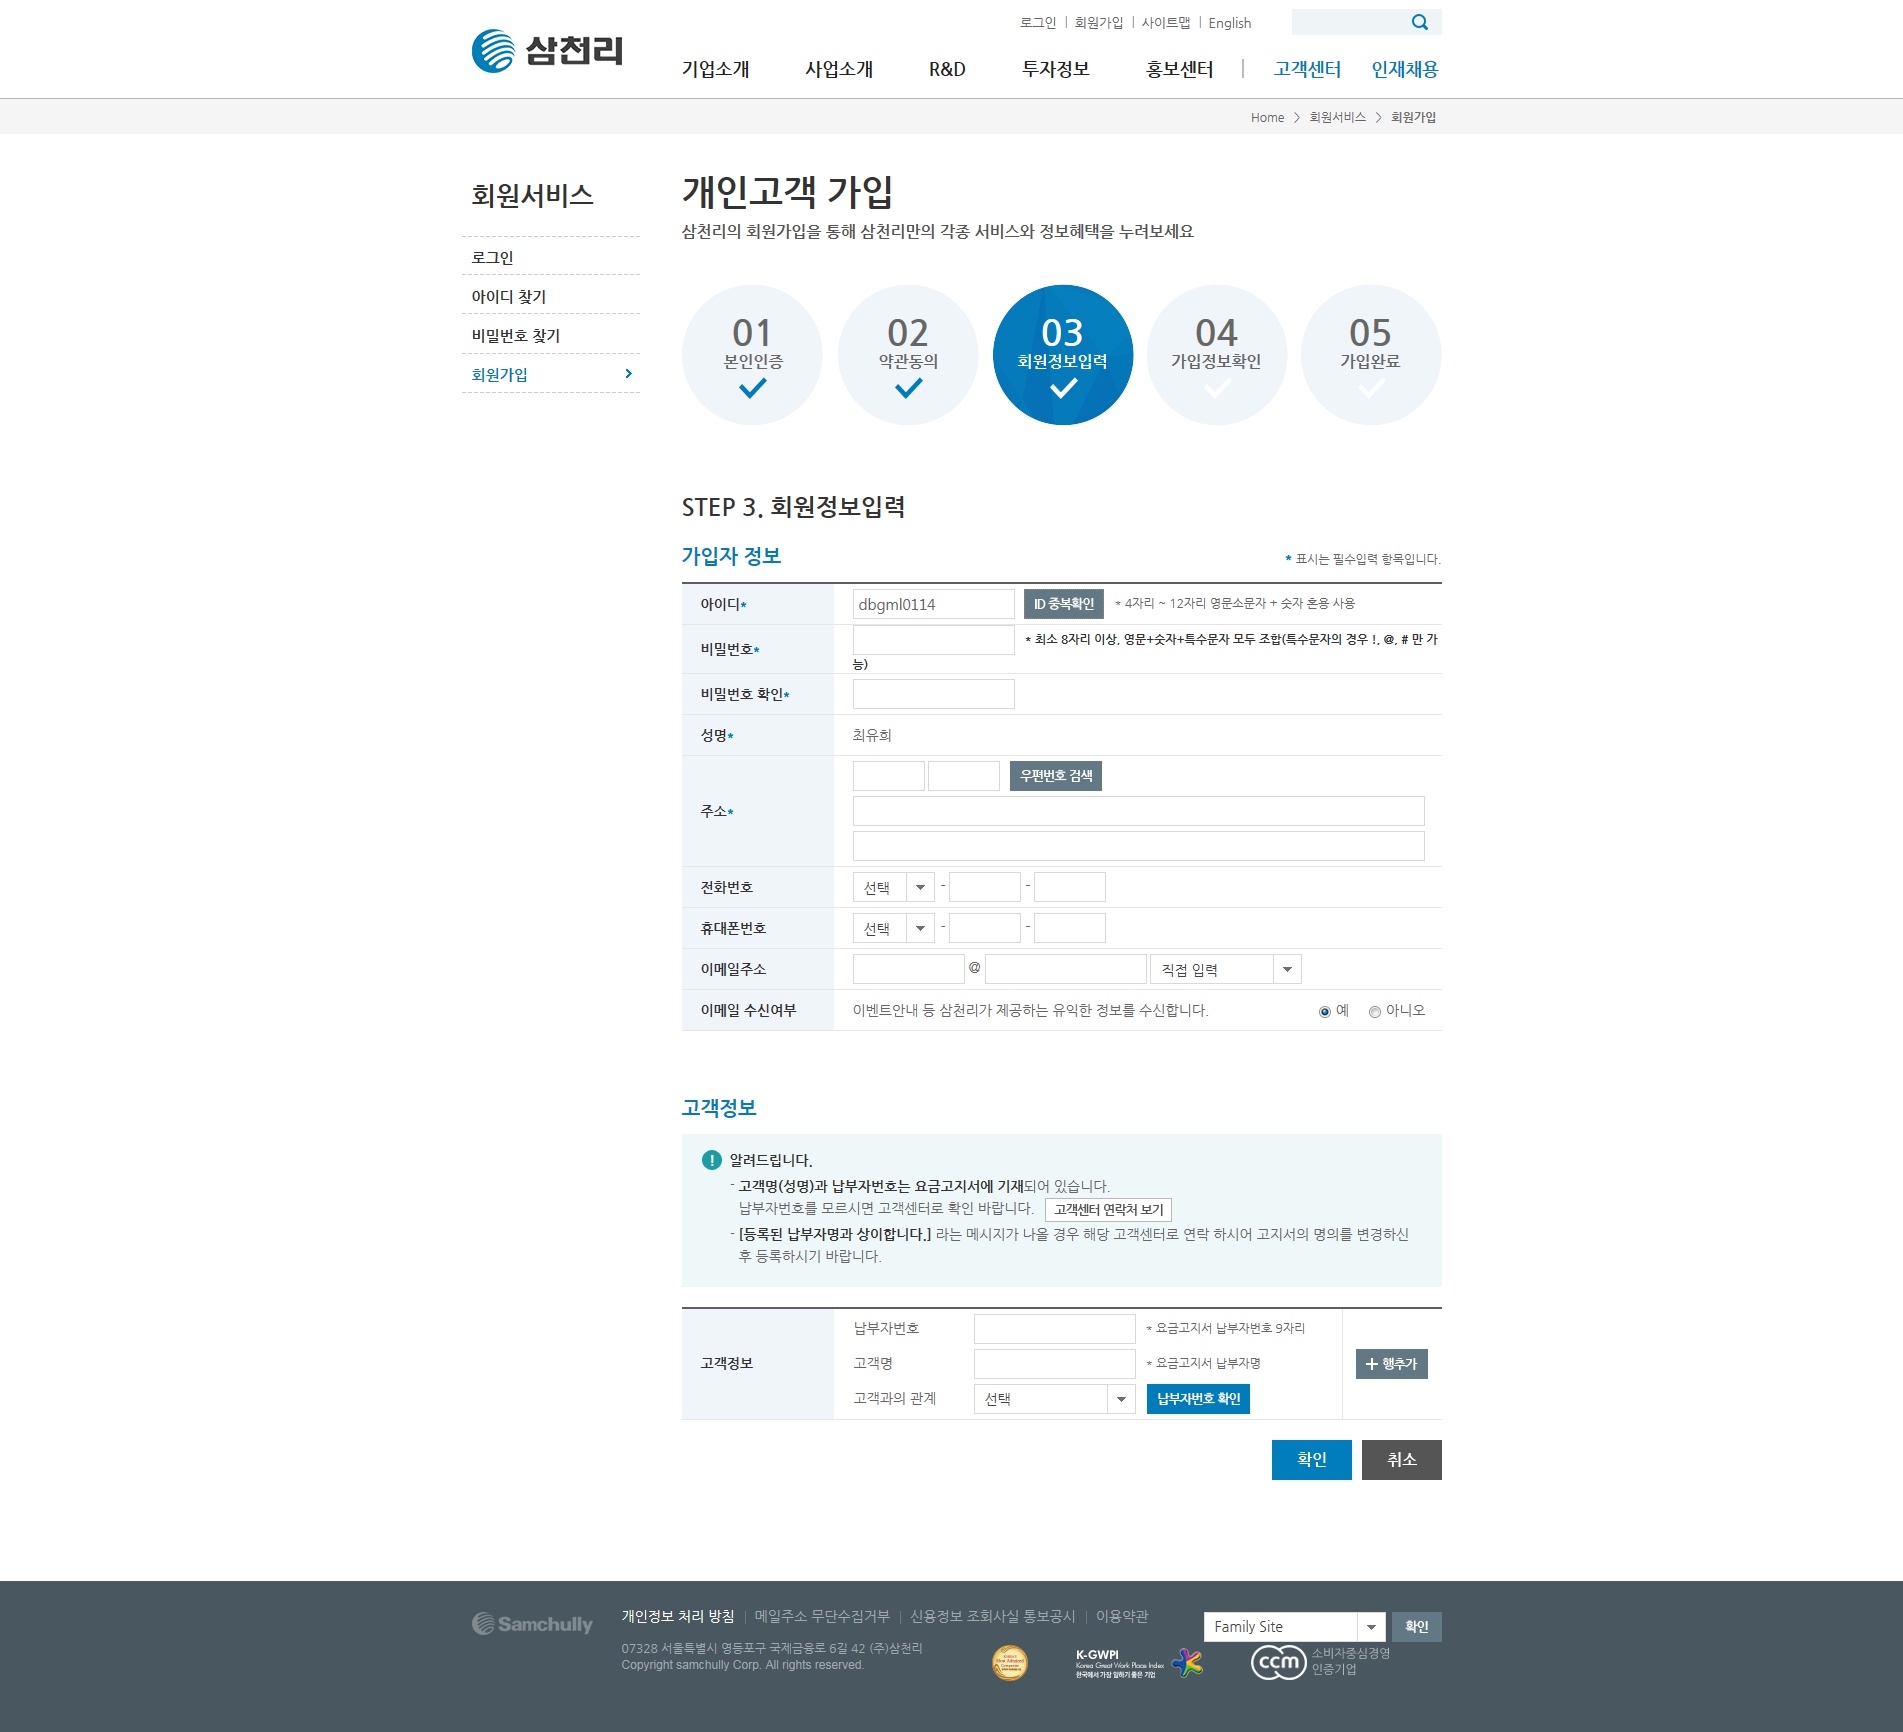 로그인 | 회원가입 | 사이트맵 | English
삼천리
기업소개 사업소개 R&D 투자정보 홍보센터 | 고객센터 인재채용
Home > 회원서비스 > 회원가입
회원서비스
로그인
아이디 찾기
비밀번호 찾기
회원가입 >
개인고객 가입
삼천리의 회원가입을 통해 삼천리만의 각종 서비스와 정보혜택을 누려보세요
01 본인인증
02 약관동의
03 회원정보입력
04 가입정보확인
05 가입완료
STEP 3. 회원정보입력
가입자 정보
* 표시는 필수입력 항목입니다.
아이디* dbgml0114 ID 중복확인 * 4자리 ~ 12자리 영문소문자 + 숫자 혼용 사용
비밀번호* * 최소 8자리 이상, 영문+숫자+특수문자 모두 조합(특수문자의 경우 !, @, # 만 가
능)
비밀번호 확인*
성명* 최유희
주소* 우편번호 검색
전화번호 선택 - -
휴대폰번호 선택 - -
이메일주소 @ 직접 입력
이메일 수신여부 이벤트안내 등 삼천리가 제공하는 유익한 정보를 수신합니다. 예 아니오
고객정보
! 알려드립니다.
- 고객명(성명)과 납부자번호는 요금고지서에 기재되어 있습니다.
납부자번호를 모르시면 고객센터로 확인 바랍니다. 고객센터 연락처 보기
- [등록된 납부자명과 상이합니다.] 라는 메시지가 나올 경우 해당 고객센터로 연락 하시어 고지서의 명의를 변경하신
후 등록하시기 바랍니다.
고객정보
납부자번호 * 요금고지서 납부자번호 9자리
고객명 * 요금고지서 납부자명
고객과의 관계 선택 납부자번호 확인
+ 행추가
확인 취소
Samchully
개인정보 처리 방침 | 메일주소 무단수집거부 | 신용정보 조회사실 통보공시 | 이용약관
Family Site 확인
07328 서울특별시 영등포구 국제금융로 6길 42 (주)삼천리
Copyright samchully Corp. All rights reserved.
K-GWPI
Korea Great Work Place Index
한국에서 가장 일하기 좋은 기업
ccm 소비자중심경영
인증기업